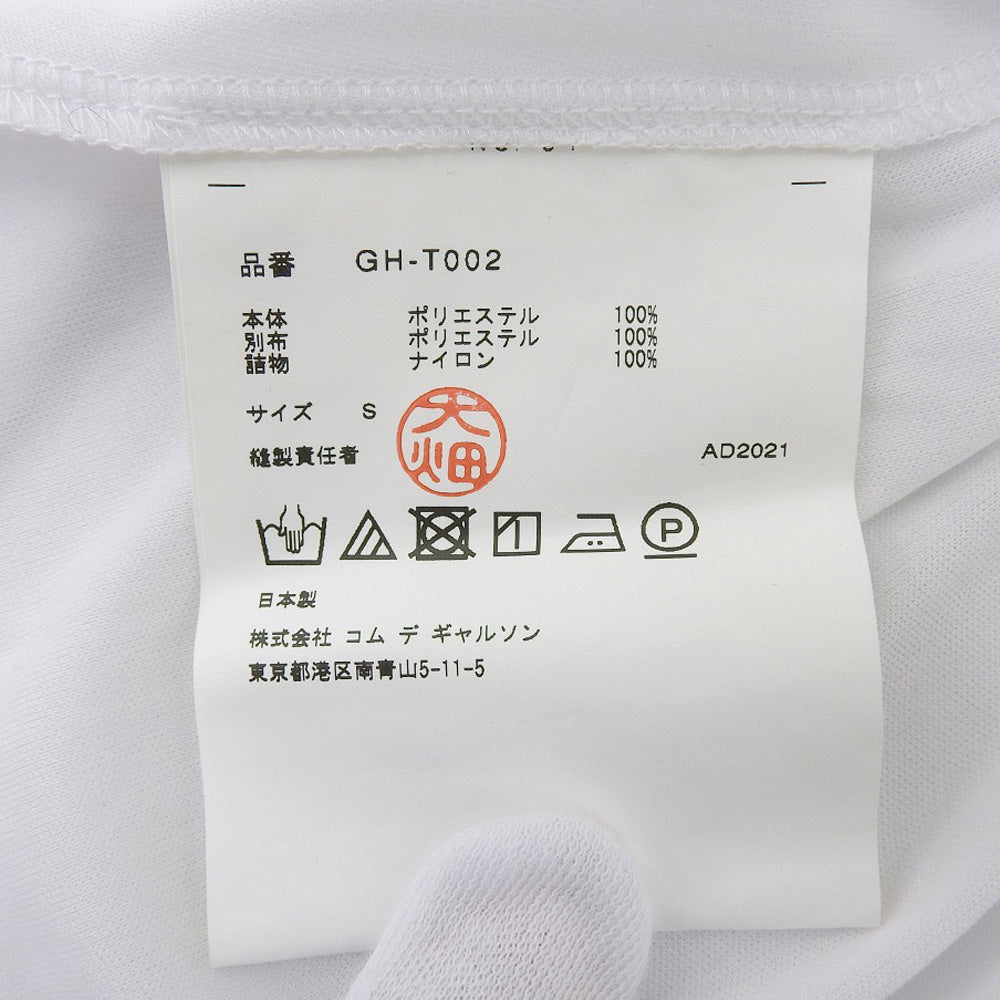 品番 GH-T002
本体 ポリエステル 100%
別布 ポリエステル 100%
詰物 ナイロン 100%
サイズ S
大畑
縫製責任者 AD2021
P
日本製
株式会社 コム デ ギャルソン
東京都港区南青山5-11-5